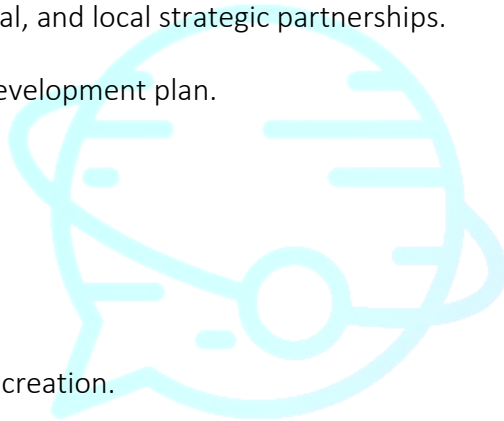 al, and local strategic partnerships.
evelopment plan.
creation.